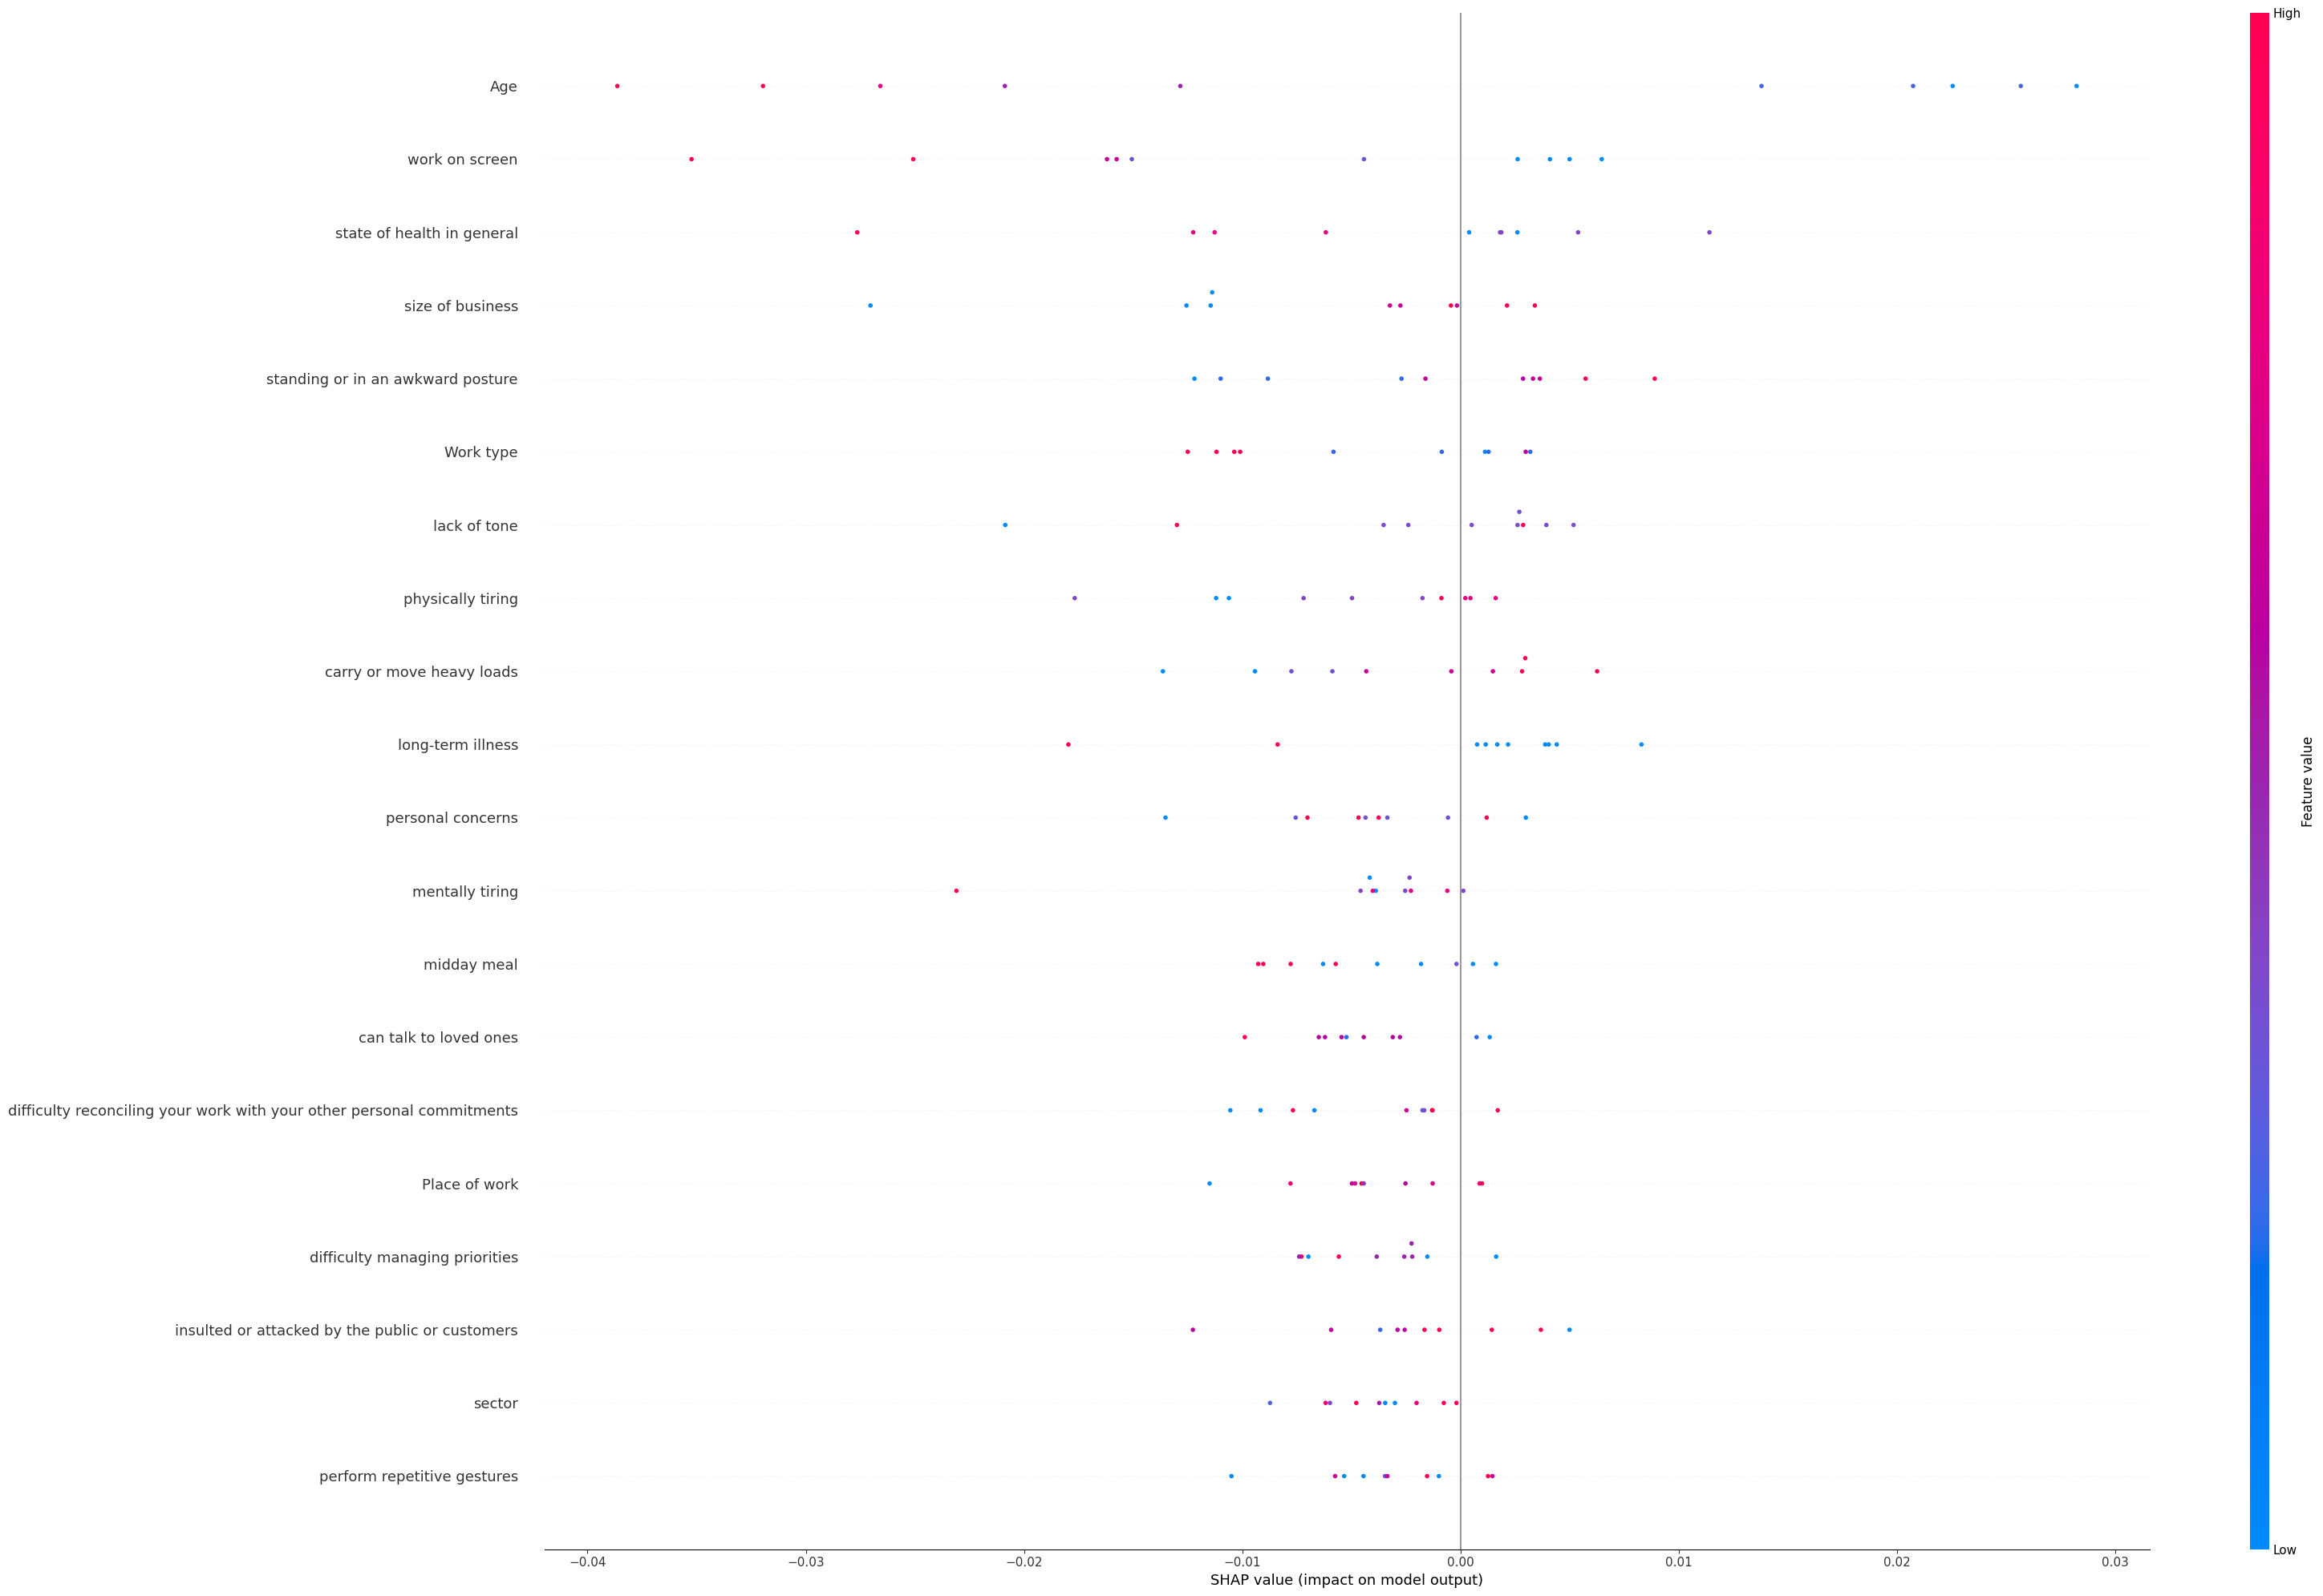 High
Age
work on screen
state of health in general
size of business
standing or in an awkward posture
Work type
lack of tone
physically tiring
carry or move heavy loads
long-term illness
personal concerns
Feature value
mentally tiring
midday meal
can talk to loved ones
difficulty reconciling your work with your other personal commitments
Place of work
difficulty managing priorities
insulted or attacked by the public or customers
sector
perform repetitive gestures
Low
−0.04 −0.03 −0.02 −0.01 0.00 0.01 0.02 0.03
SHAP value (impact on model output)